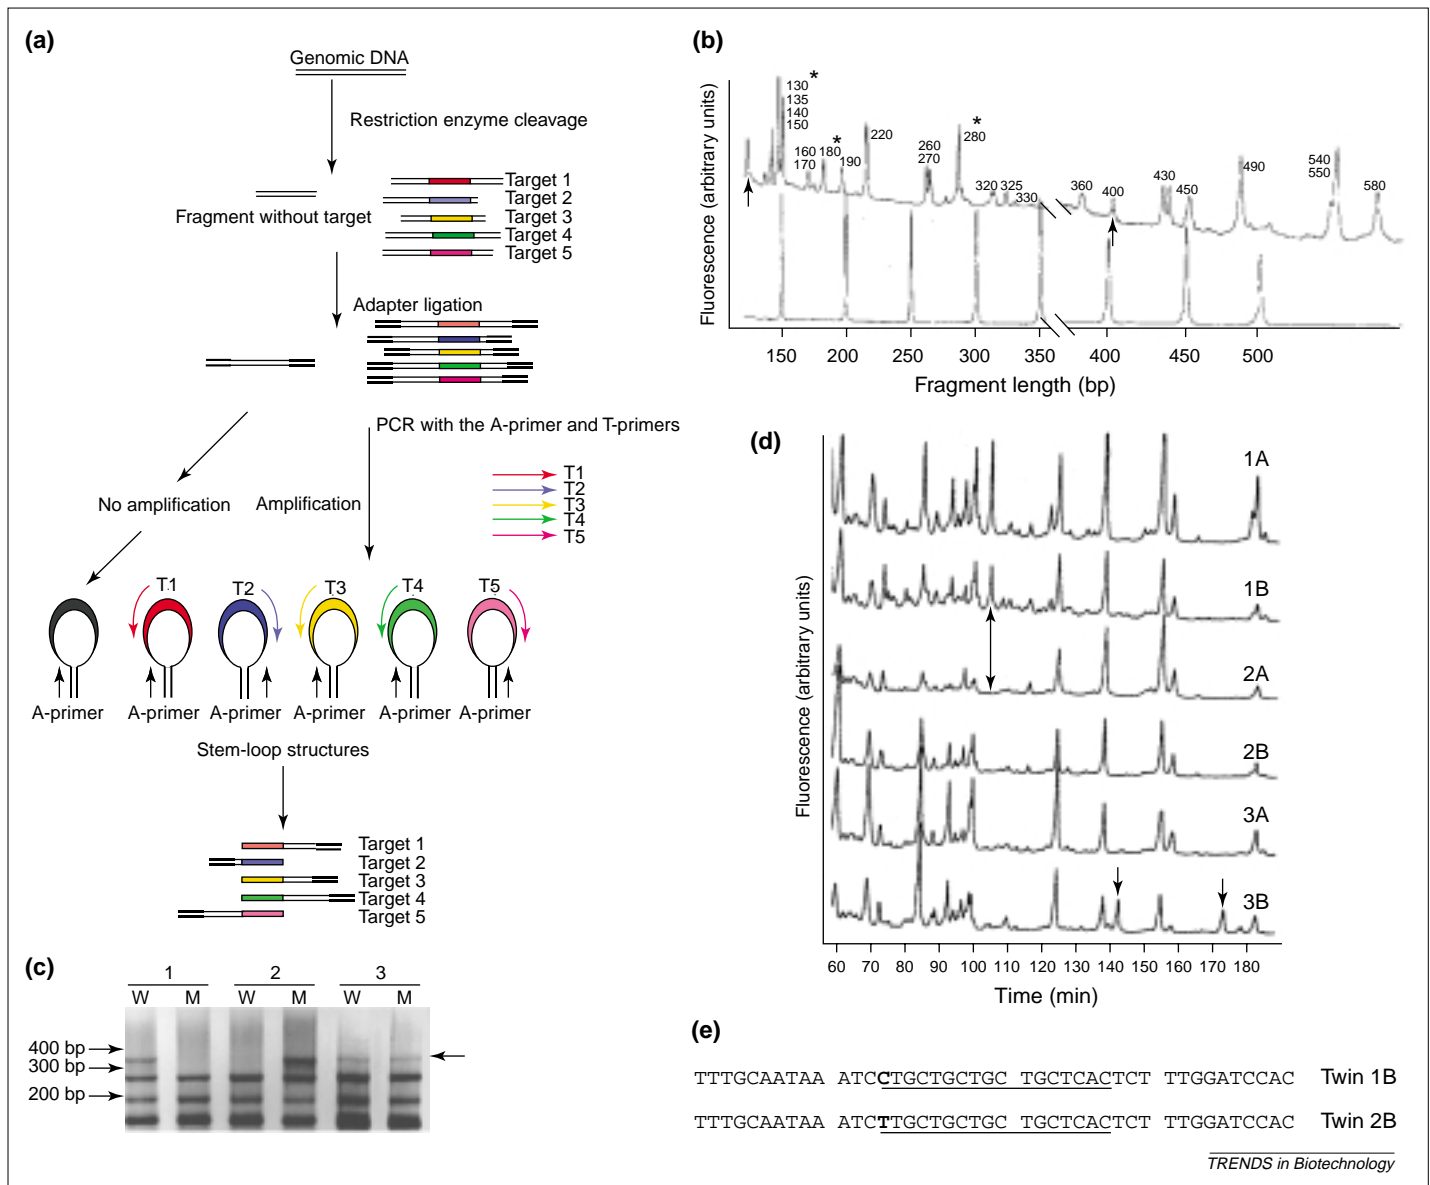 (a)
Genomic DNA
Restriction enzyme cleavage
Fragment without target
Target 1
Target 2
Target 3
Target 4
Target 5
Adapter ligation
PCR with the A-primer and T-primers
No amplification
Amplification
T1
T2
T3
T4
T5
T1
T2
T3
T4
T5
A-primer
A-primer
A-primer
A-primer
A-primer
A-primer
Stem-loop structures
Target 1
Target 2
Target 3
Target 4
Target 5
(b)
Fluorescence (arbitrary units)
130 *
135
140
150
160
170
180 *
190
220
260
270
*
280
320
325
330
360
400
430
450
490
540
550
580
150 200 250 300 350 400 450 500
Fragment length (bp)
(c)
1 2 3
W M W M W M
400 bp
300 bp
200 bp
(d)
Fluorescence (arbitrary units)
1A
1B
2A
2B
3A
3B
60 70 80 90 100 110 120 130 140 150 160 170 180
Time (min)
(e)
TTTGCAATAA ATCCTGCTGCTGC TGCTCACTCT TTGGATCCAC Twin 1B
TTTGCAATAA ATCTTGCTGCTGC TGCTCACTCT TTGGATCCAC Twin 2B
TRENDS in Biotechnology